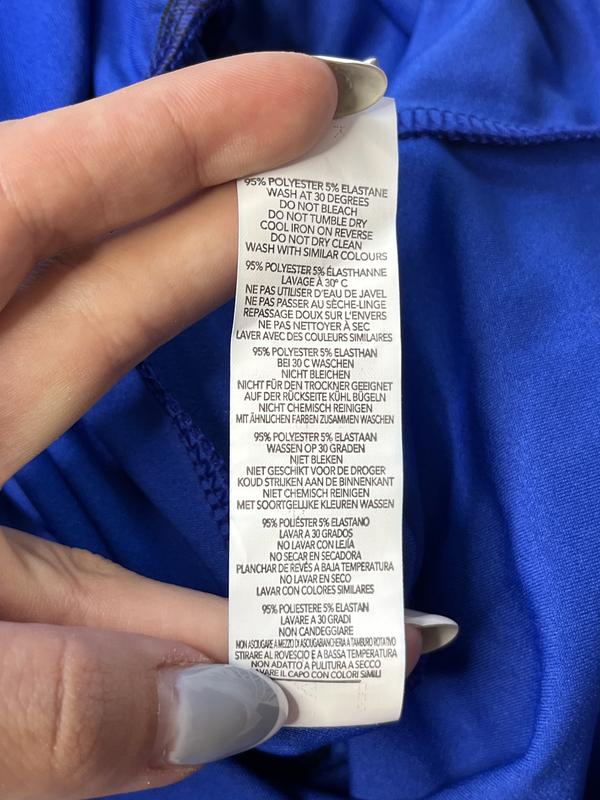 95% POLYESTER 5% ELASTANE
WASH AT 30 DEGREES
DO NOT BLEACH
DO NOT TUMBLE DRY
COOL IRON ON REVERSE
DO NOT DRY CLEAN
WASH WITH SIMILAR COLOURS
95% POLYESTER 5% ÉLASTHANNE
LAVAGE À 30° C
NE PAS UTILISER D'EAU DE JAVEL
NE PAS PASSER AU SÈCHE-LINGE
REPASSAGE DOUX SUR L'ENVERS
NE PAS NETTOYER À SEC
LAVER AVEC DES COULEURS SIMILAIRES
95% POLYESTER 5% ELASTHAN
BEI 30 C WASCHEN
NICHT BLEICHEN
NICHT FÜR DEN TROCKNER GEEIGNET
AUF DER RÜCKSEITE KÜHL BÜGELN
NICHT CHEMISCH REINIGEN
MIT ÄHNLICHEN FARBEN ZUSAMMEN WASCHEN
95% POLYESTER 5% ELASTAAN
WASSEN OP 30 GRADEN
NIET BLEKEN
NIET GESCHIKT VOOR DE DROGER
KOUD STRIJKEN AAN DE BINNENKANT
NIET CHEMISCH REINIGEN
MET SOORTGELIJKE KLEUREN WASSEN
95% POLIÉSTER 5% ELASTANO
LAVAR A 30 GRADOS
NO LAVAR CON LEJÍA
NO SECAR EN SECADORA
PLANCHAR DE REVÉS A BAJA TEMPERATURA
NO LAVAR EN SECO
LAVAR CON COLORES SIMILARES
95% POLIESTERE 5% ELASTAN
LAVARE A 30 GRADI
NON CANDEGGIARE
NON ASCIUGARE A MEZZO DI ASCIUGABIANCHERIA A TAMBURO ROTATIVO
STIRARE AL ROVESCIO E A BASSA TEMPERATURA
NON ADATTO A PULITURA A SECCO
AVARE IL CAPO CON COLORI SIMILI